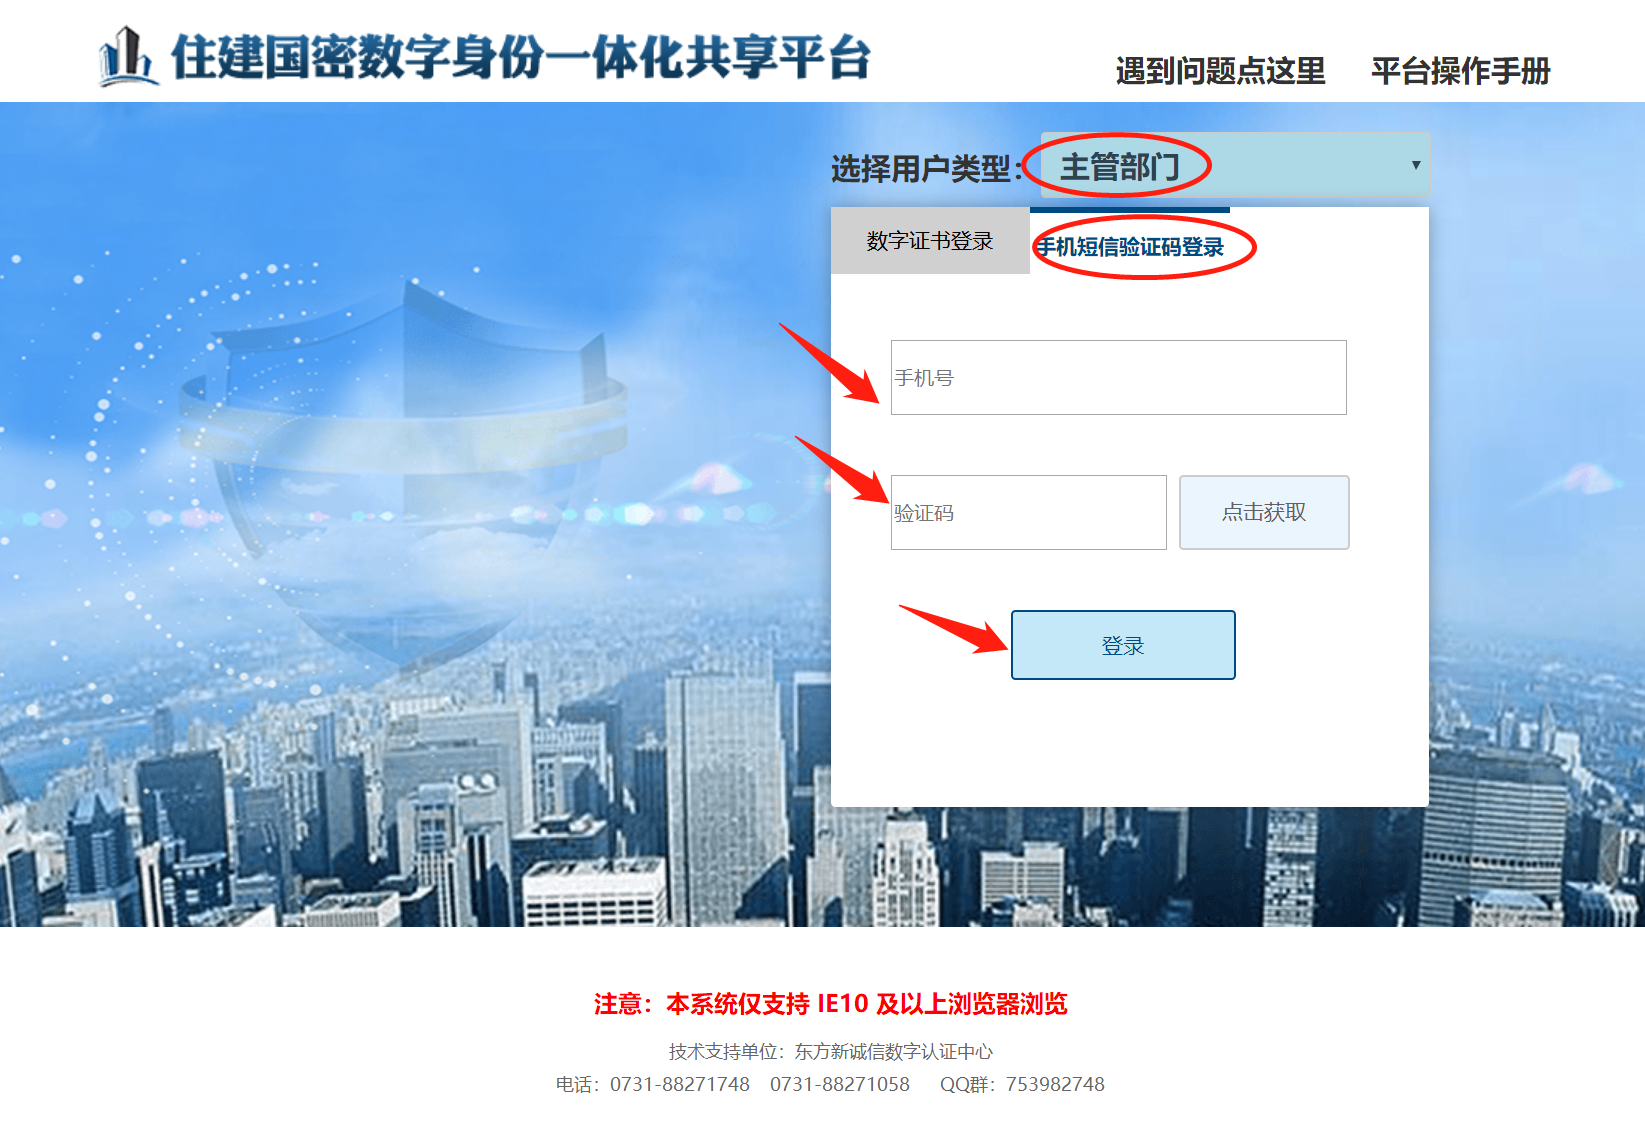 住建国密数字身份一体化共享平台
遇到问题点这里 平台操作手册
选择用户类型： 主管部门
数字证书登录 手机短信验证码登录
手机号
验证码 点击获取
登录
注意：本系统仅支持 IE10 及以上浏览器浏览
技术支持单位：东方新诚信数字认证中心
电话：0731-88271748 0731-88271058 QQ群：753982748